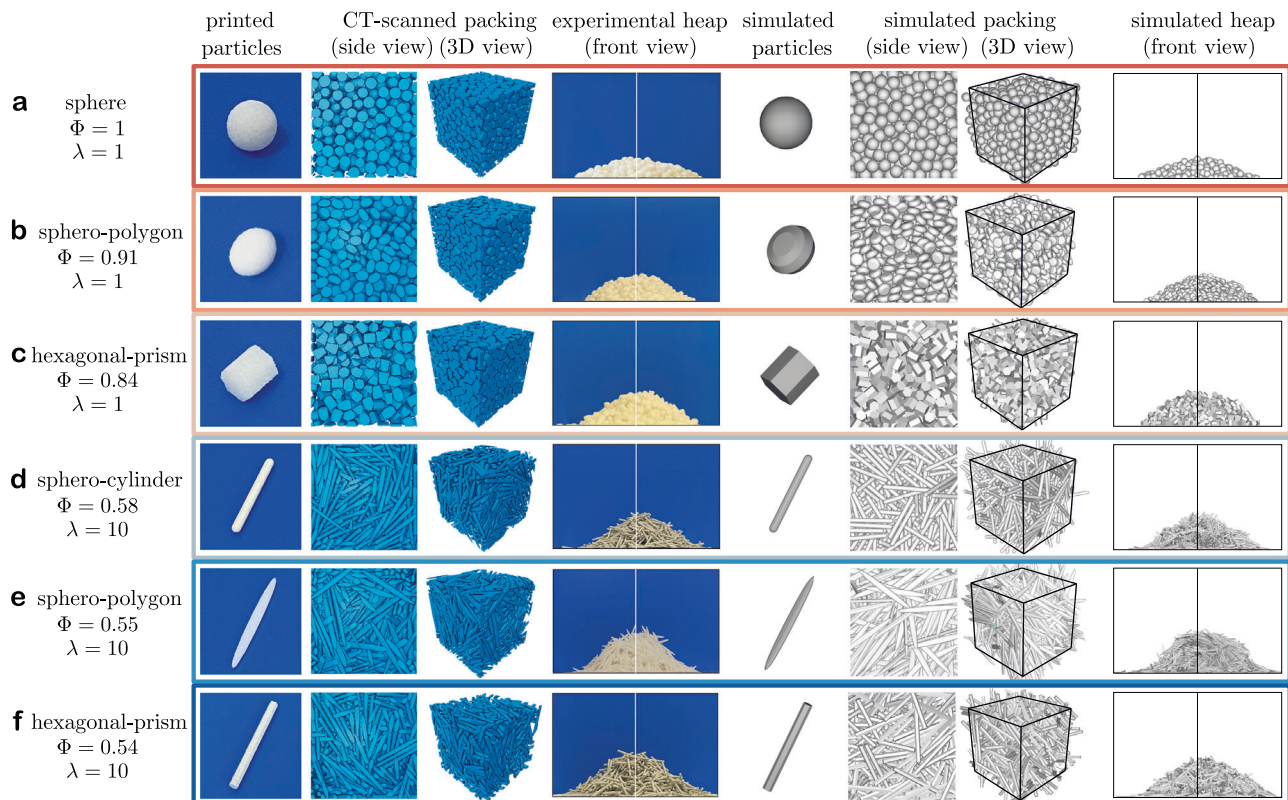 printed particles
CT-scanned packing (side view) (3D view)
experimental heap (front view)
simulated particles
simulated packing (side view) (3D view)
simulated heap (front view)
a sphere
Φ = 1
λ = 1
b sphero-polygon
Φ = 0.91
λ = 1
c hexagonal-prism
Φ = 0.84
λ = 1
d sphero-cylinder
Φ = 0.58
λ = 10
e sphero-polygon
Φ = 0.55
λ = 10
f hexagonal-prism
Φ = 0.54
λ = 10